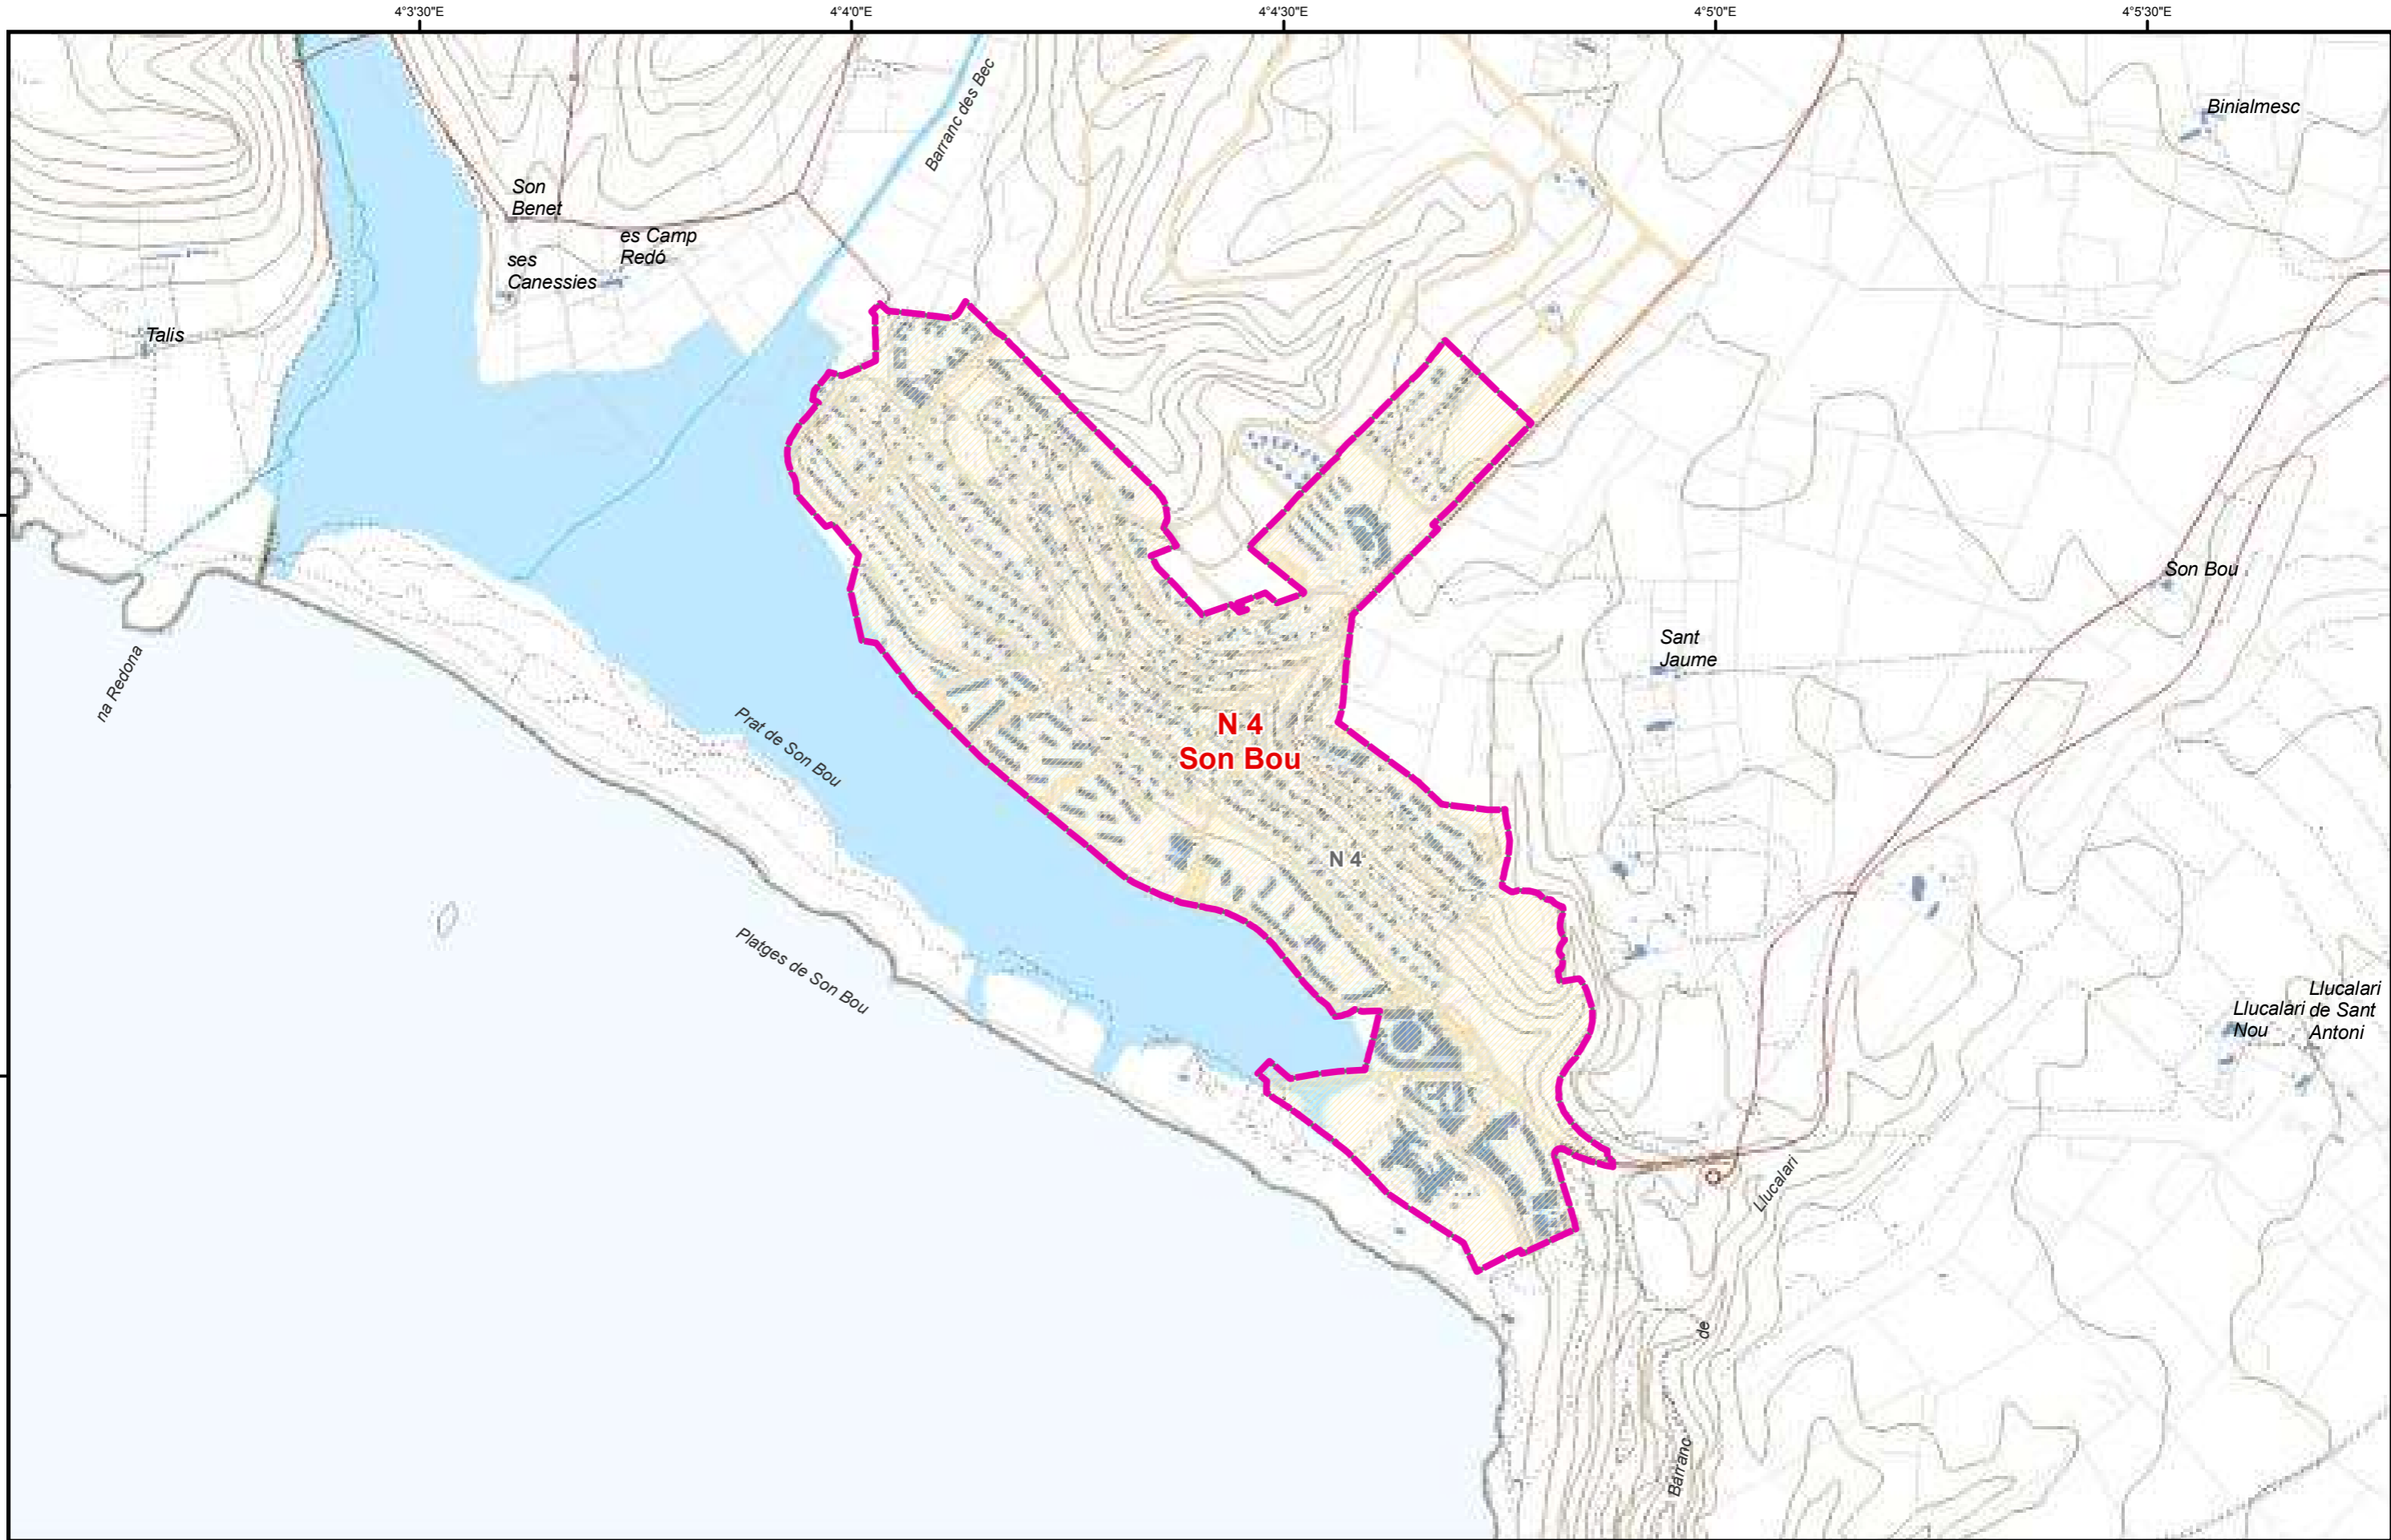 4°3'30"E
4°4'0"E
4°4'30"E
4°5'0"E
4°5'30"E
Barranc des Bec
Binialmesc
Son
Benet
es Camp
Redó
ses
Canessies
Talis
Son Bou
Sant
Jaume
na Redona
Prat de Son Bou
N 4
Son Bou
N 4
Platges de Son Bou
Llucalari
Nou
Llucalari
de Sant
Antoni
Llucalari
de
Barranc